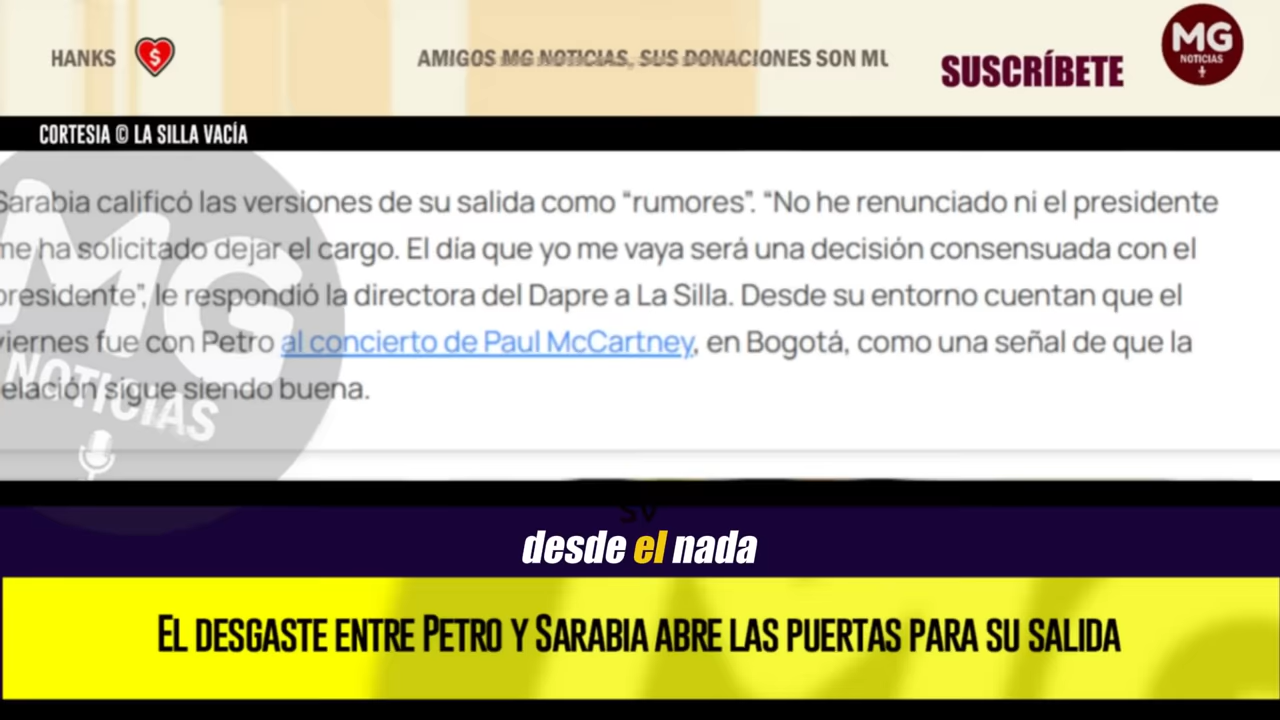 HANKS
AMIGOS MG NOTICIAS, SUS DONACIONES SON MU
SUSCRÍBETE
MG
NOTICIAS
CORTESIA © LA SILLA VACÍA
Sarabia calificó las versiones de su salida como “rumores”. “No he renunciado ni el presidente
me ha solicitado dejar el cargo. El día que yo me vaya será una decisión consensuada con el
presidente”, le respondió la directora del Dapre a La Silla. Desde su entorno cuentan que el
viernes fue con Petro al concierto de Paul McCartney, en Bogotá, como una señal de que la
elación sigue siendo buena.
MG
NOTICIAS
SV
desde el nada
EL DESGASTE ENTRE PETRO Y SARABIA ABRE LAS PUERTAS PARA SU SALIDA